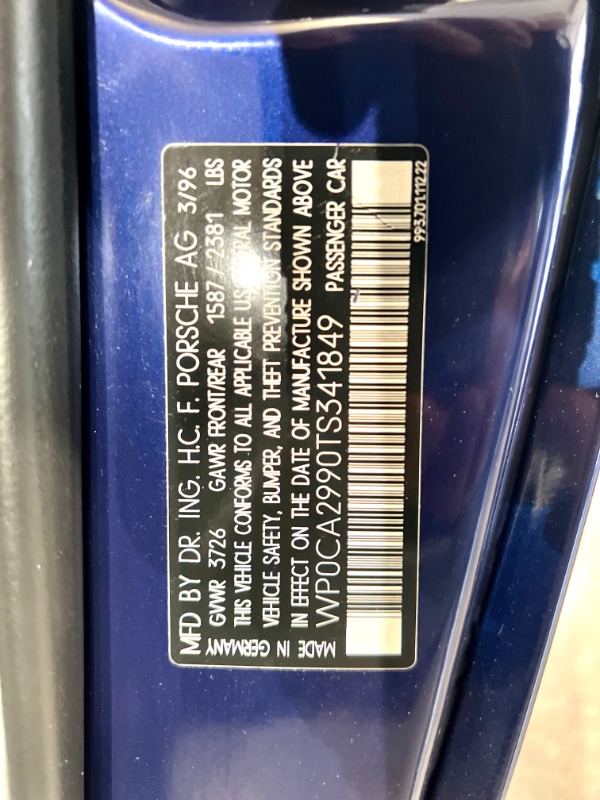 MFD BY DR. ING. H.C. F. PORSCHE AG 3/96
GVWR 3726 GAWR FRONT/REAR 1587/2381 LBS
THIS VEHICLE CONFORMS TO ALL APPLICABLE US FEDERAL MOTOR
VEHICLE SAFETY, BUMPER, AND THEFT PREVENTION STANDARDS
IN EFFECT ON THE DATE OF MANUFACTURE SHOWN ABOVE
WP0CA2990TS341849 PASSENGER CAR
MADE IN GERMANY
993.701.112.22